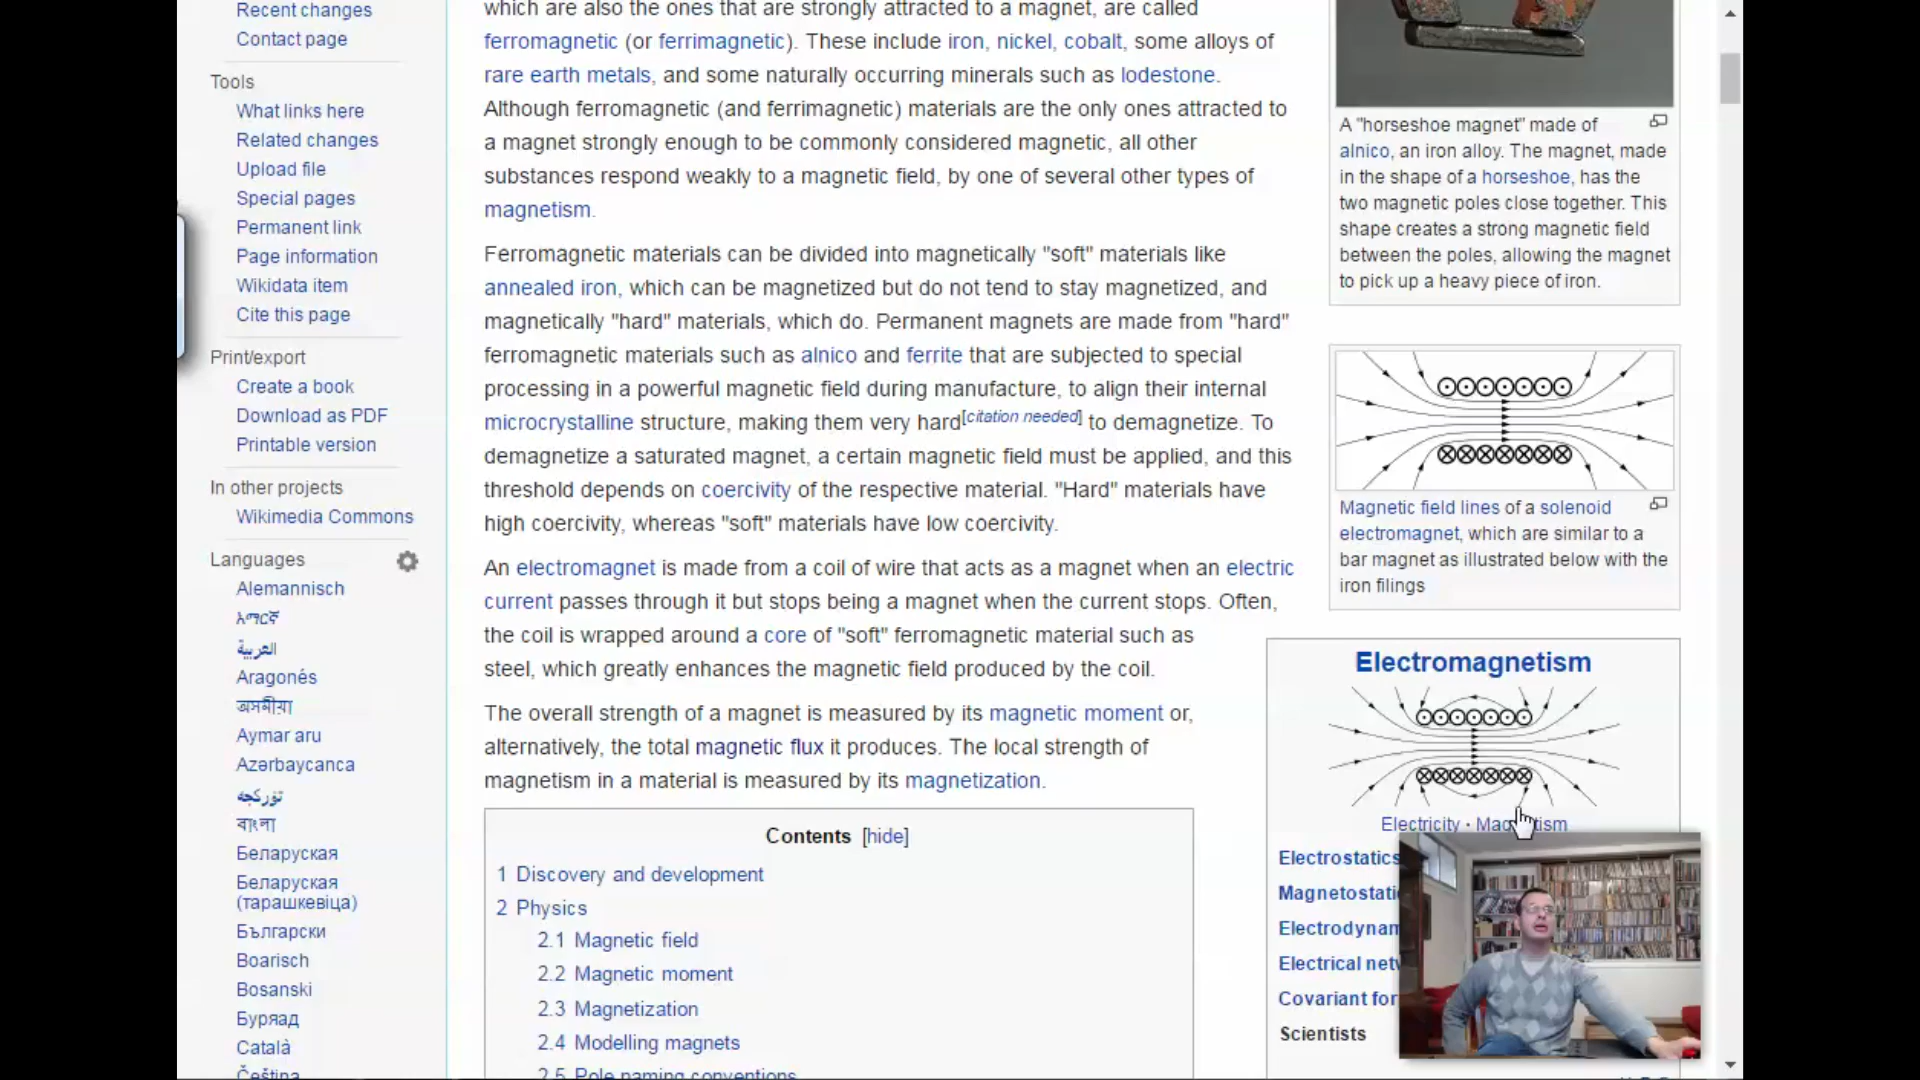 Recent changes
Contact page
Tools
What links here
Related changes
Upload file
Special pages
Permanent link
Page information
Wikidata item
Cite this page
Print/export
Create a book
Download as PDF
Printable version
In other projects
Wikimedia Commons
Languages
Alemannisch
አማርኛ
العربية
Aragonés
অসমীয়া
Aymar aru
Azərbaycanca
تۆرکجه
বাংলা
Беларуская
Беларуская
(тарашкевіца)
Български
Boarisch
Bosanski
Буряад
Català
Čeština
which are also the ones that are strongly attracted to a magnet, are called
ferromagnetic (or ferrimagnetic). These include iron, nickel, cobalt, some alloys of
rare earth metals, and some naturally occurring minerals such as lodestone.
Although ferromagnetic (and ferrimagnetic) materials are the only ones attracted to
a magnet strongly enough to be commonly considered magnetic, all other
substances respond weakly to a magnetic field, by one of several other types of
magnetism.
Ferromagnetic materials can be divided into magnetically "soft" materials like
annealed iron, which can be magnetized but do not tend to stay magnetized, and
magnetically "hard" materials, which do. Permanent magnets are made from "hard"
ferromagnetic materials such as alnico and ferrite that are subjected to special
processing in a powerful magnetic field during manufacture, to align their internal
microcrystalline structure, making them very hard[citation needed] to demagnetize. To
demagnetize a saturated magnet, a certain magnetic field must be applied, and this
threshold depends on coercivity of the respective material. "Hard" materials have
high coercivity, whereas "soft" materials have low coercivity.
An electromagnet is made from a coil of wire that acts as a magnet when an electric
current passes through it but stops being a magnet when the current stops. Often,
the coil is wrapped around a core of "soft" ferromagnetic material such as
steel, which greatly enhances the magnetic field produced by the coil.
The overall strength of a magnet is measured by its magnetic moment or,
alternatively, the total magnetic flux it produces. The local strength of
magnetism in a material is measured by its magnetization.
Contents [hide]
1 Discovery and development
2 Physics
2.1 Magnetic field
2.2 Magnetic moment
2.3 Magnetization
2.4 Modelling magnets
2.5 Pole naming conventions
A "horseshoe magnet" made of
alnico, an iron alloy. The magnet, made
in the shape of a horseshoe, has the
two magnetic poles close together. This
shape creates a strong magnetic field
between the poles, allowing the magnet
to pick up a heavy piece of iron.
Magnetic field lines of a solenoid
electromagnet, which are similar to a
bar magnet as illustrated below with the
iron filings
Electromagnetism
Electricity · Magnetism
Electrostatics
Magnetostati
Electrodynam
Electrical netw
Covariant for
Scientists